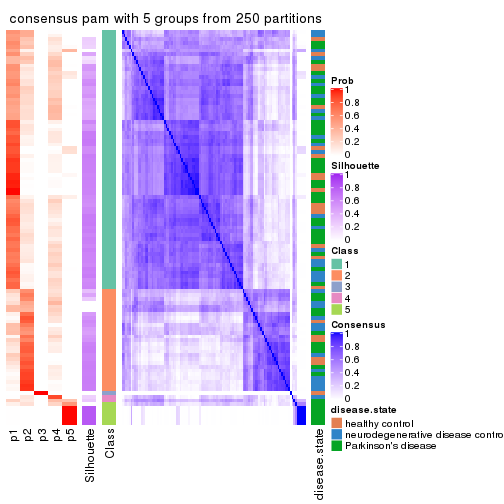 consensus pam with 5 groups from 250 partitions
Prob
1
0.8
0.6
0.4
0.2
0
Silhouette
1
0.8
0.6
0.4
0.2
0
Class
1
2
3
4
5
Consensus
1
0.8
0.6
0.4
0.2
0
disease.state
healthy control
neurodegenerative disease contro
Parkinson's disease
p1
p2
p3
p4
p5
Silhouette
Class
disease.state